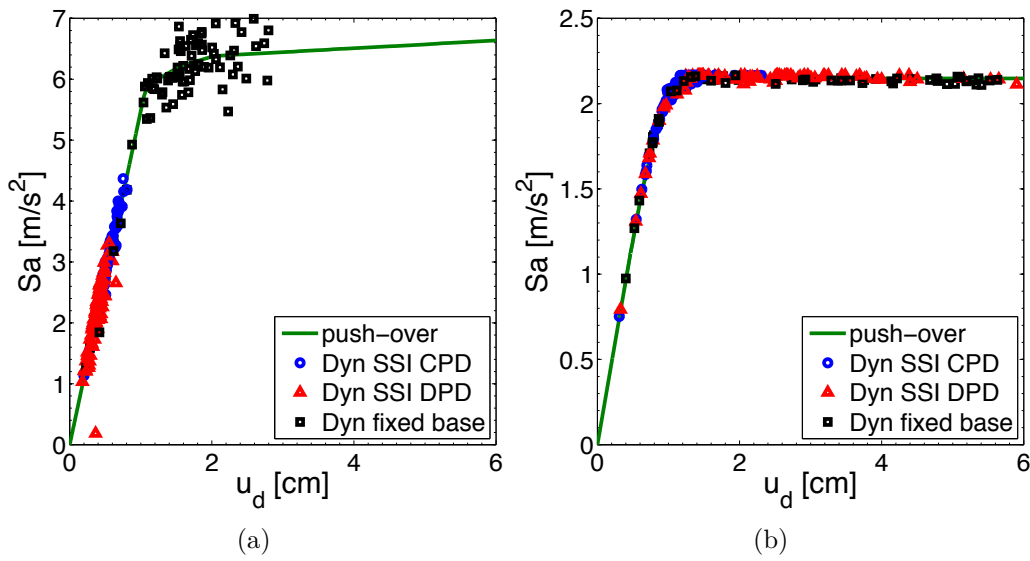 7
6
5
4
3
2
1
0
0 2 4 6
Sa [m/s²]
u_d [cm]
push−over
Dyn SSI CPD
Dyn SSI DPD
Dyn fixed base
(a)
2.5
2
1.5
1
0.5
0
0 2 4 6
Sa [m/s²]
u_d [cm]
push−over
Dyn SSI CPD
Dyn SSI DPD
Dyn fixed base
(b)